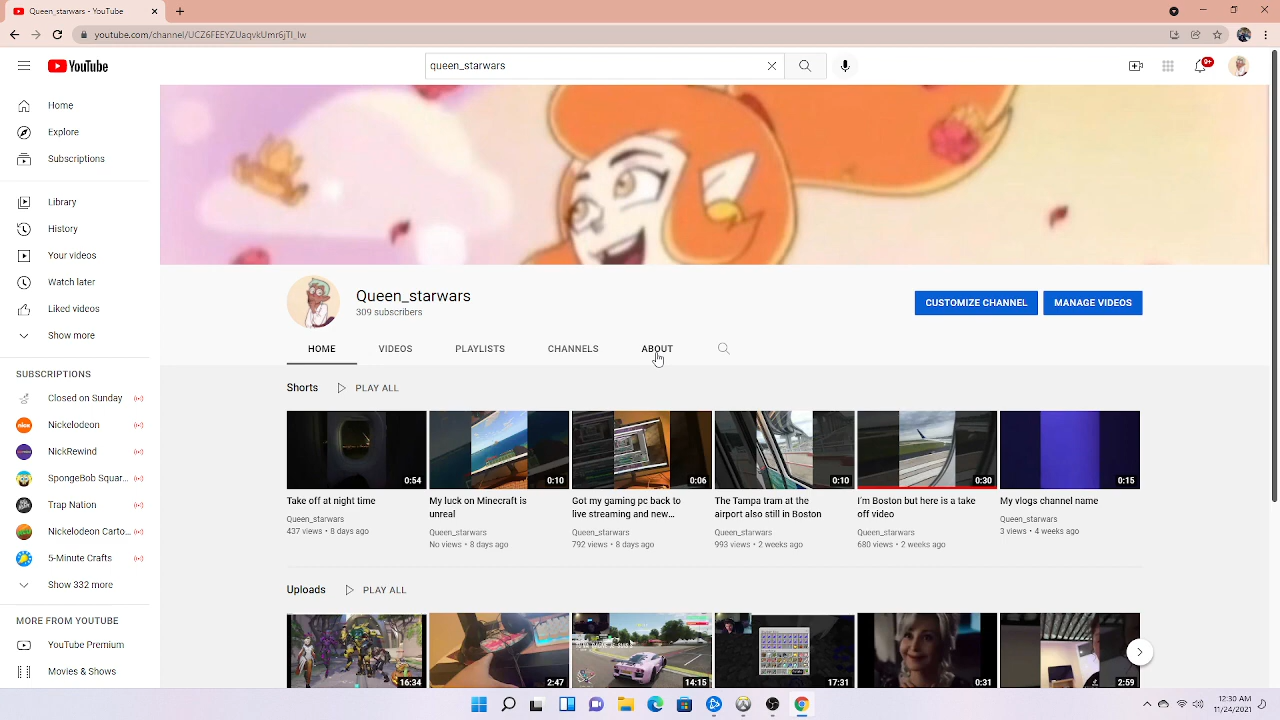 Queen_starwars - YouTube
youtube.com/channel/UCZ6FEEYZUaqvkUmr6jTI_Iw
YouTube
queen_starwars
9+
Home
Explore
Subscriptions
Library
History
Your videos
Watch later
Liked videos
Show more
SUBSCRIPTIONS
Closed on Sunday
Nickelodeon
NickRewind
SpongeBob Squar...
Trap Nation
Nickelodeon Carto...
5-Minute Crafts
Show 332 more
MORE FROM YOUTUBE
YouTube Premium
Queen_starwars
309 subscribers
CUSTOMIZE CHANNEL
MANAGE VIDEOS
HOME
VIDEOS
PLAYLISTS
CHANNELS
ABOUT
Shorts
PLAY ALL
0:54
0:10
0:06
0:10
0:30
0:15
Take off at night time
Queen_starwars
437 views • 8 days ago
My luck on Minecraft is
unreal
Queen_starwars
No views • 8 days ago
Got my gaming pc back to
live streaming and new...
Queen_starwars
792 views • 8 days ago
The Tampa tram at the
airport also still in Boston
Queen_starwars
993 views • 2 weeks ago
I'm Boston but here is a take
off video
Queen_starwars
680 views • 2 weeks ago
My vlogs channel name
Queen_starwars
3 views • 4 weeks ago
Uploads
PLAY ALL
16:34
2:47
14:15
17:31
0:31
2:59
12:30 AM
11/24/2021